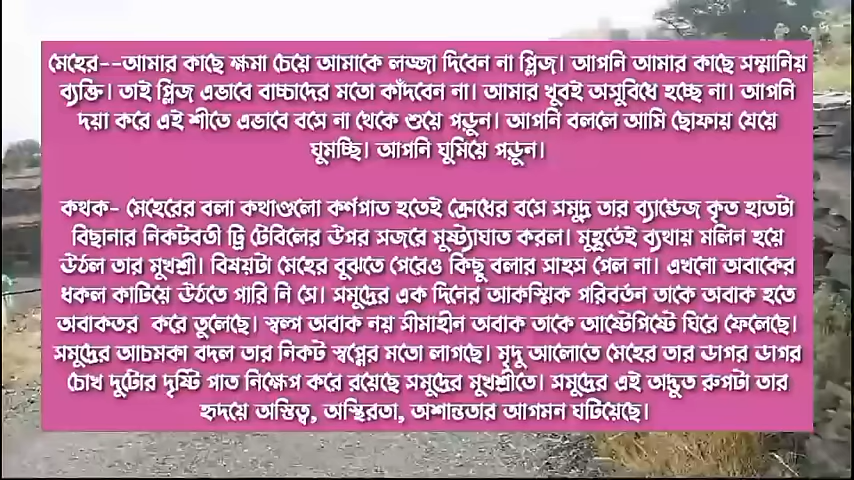 মেহের--আমার কাছে ক্ষমা চেয়ে আমাকে লজ্জা দিবেন না প্লিজ। আপনি আমার কাছে সম্মানিয়
ব্যক্তি। তাই প্লিজ এভাবে বাচ্চাদের মতো কাঁদবেন না। আমার খুবই অসুবিধে হচ্ছে না। আপনি
দয়া করে এই শীতে এভাবে বসে না থেকে শুয়ে পড়ুন। আপনি বললে আমি ছোফায় যেয়ে
ঘুমচ্ছি। আপনি ঘুমিয়ে পড়ুন।
কথক- মেহেরের বলা কথাগুলো কর্ণপাত হতেই ক্রোধের বসে সমুদ্র তার ব্যান্ডেজ কৃত হাতটা
বিছানার নিকটবর্তী ট্রি টেবিলের উপর সজরে মুষ্ট্যাঘাত করল। মুহূর্তেই ব্যথায় মলিন হয়ে
উঠল তার মুখশ্রী। বিষয়টা মেহের বুঝতে পেরেও কিছু বলার সাহস পেল না। এখনো অবাকের
ধকল কাটিয়ে উঠতে পারি নি সে। সমুদ্রের এক দিনের আকস্মিক পরিবর্তন তাকে অবাক হতে
অবাকতর করে তুলেছে। স্বল্প অবাক নয় সীমাহীন অবাক তাকে আষ্টেপিষ্টে ঘিরে ফেলেছে।
সমুদ্রের আচমকা বদল তার নিকট স্বপ্নের মতো লাগছে। মৃদু আলোতে মেহের তার ডাগর ডাগর
চোখ দুটোর দৃষ্টি পাত নিক্ষেপ করে রয়েছে সমুদ্রের মুখশ্রীতে। সমুদ্রের এই অদ্ভুত রুপটা তার
হৃদয়ে অস্তিত্ব, অস্থিরতা, অশান্ততার আগমন ঘটিয়েছে।